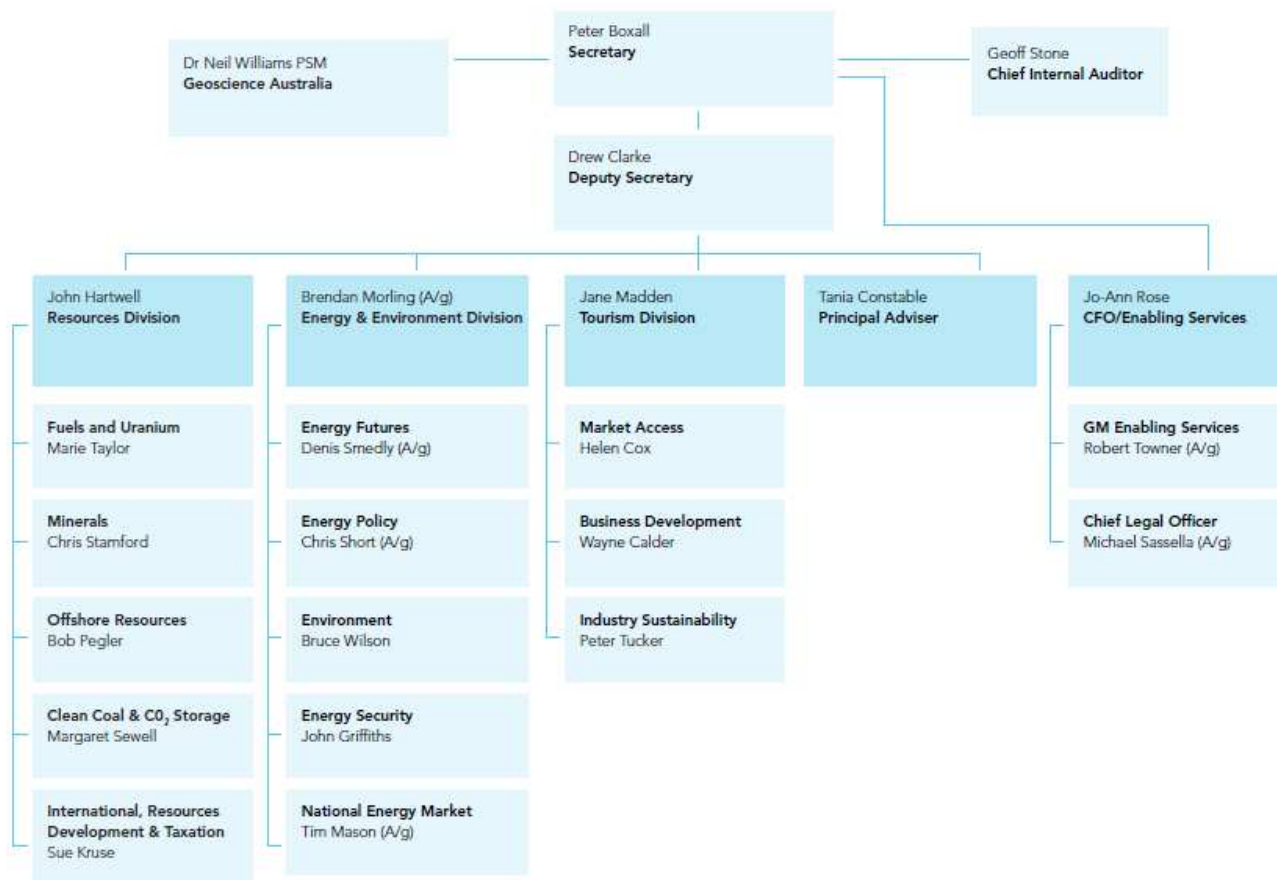 Peter Boxall
Secretary
Dr Neil Williams PSM
Geoscience Australia
Geoff Stone
Chief Internal Auditor
Drew Clarke
Deputy Secretary
John Hartwell
Resources Division
Brendan Morling (A/g)
Energy & Environment Division
Jane Madden
Tourism Division
Tania Constable
Principal Adviser
Jo-Ann Rose
CFO/Enabling Services
Fuels and Uranium
Marie Taylor
Energy Futures
Denis Smedly (A/g)
Market Access
Helen Cox
GM Enabling Services
Robert Towner (A/g)
Minerals
Chris Stamford
Energy Policy
Chris Short (A/g)
Business Development
Wayne Calder
Chief Legal Officer
Michael Sassella (A/g)
Offshore Resources
Bob Pegler
Environment
Bruce Wilson
Industry Sustainability
Peter Tucker
Clean Coal & C0₂ Storage
Margaret Sewell
Energy Security
John Griffiths
International, Resources
Development & Taxation
Sue Kruse
National Energy Market
Tim Mason (A/g)